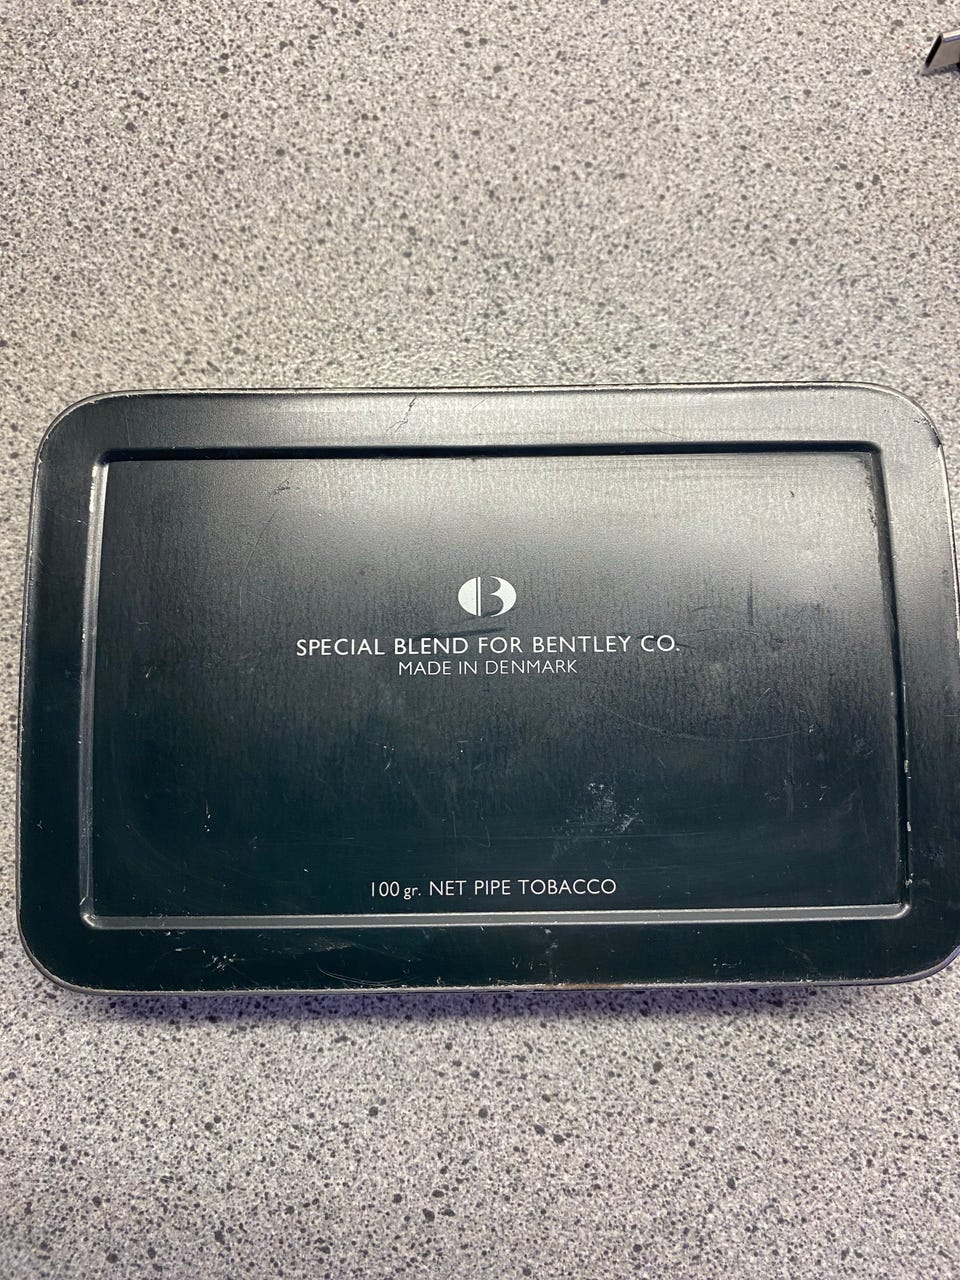 B
SPECIAL BLEND FOR BENTLEY CO.
MADE IN DENMARK
100 gr. NET PIPE TOBACCO